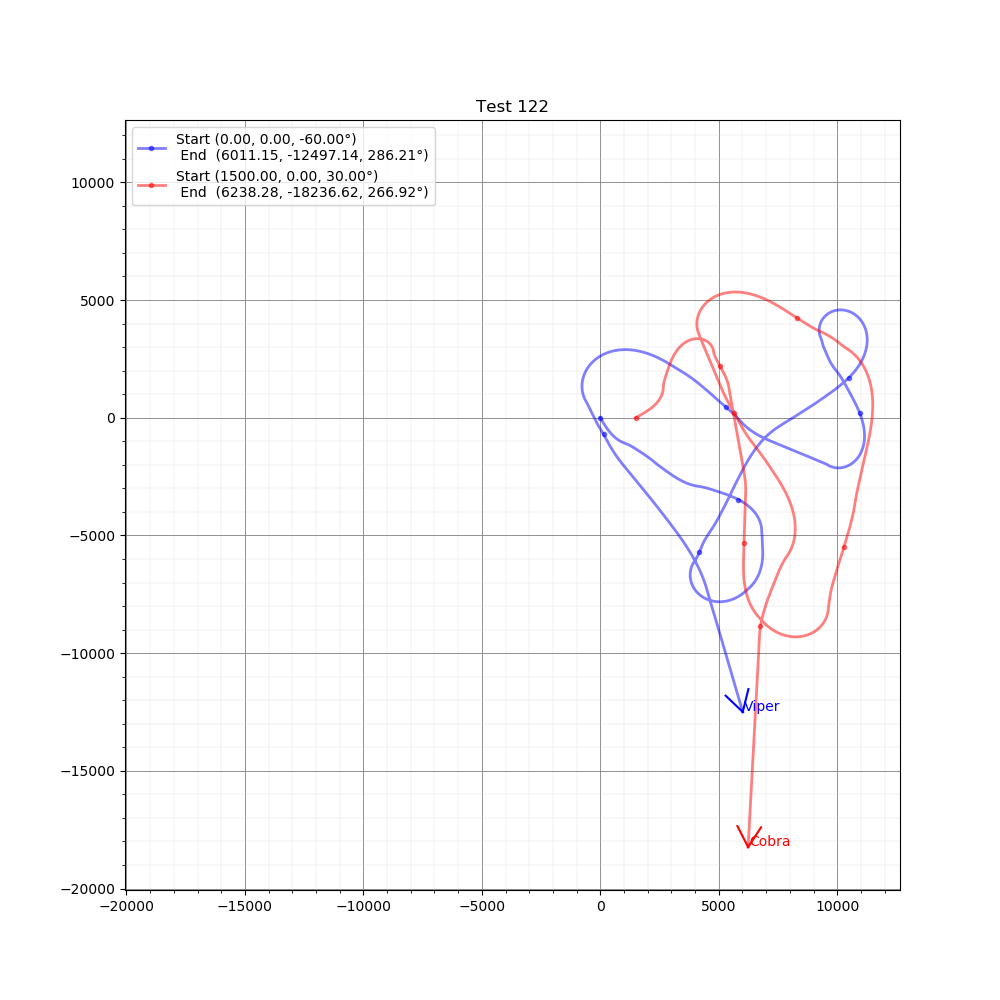 Test 122
Start (0.00, 0.00, -60.00°)
End (6011.15, -12497.14, 286.21°)
Start (1500.00, 0.00, 30.00°)
End (6238.28, -18236.62, 266.92°)
10000
5000
0
−5000
−10000
Viper
−15000
Cobra
−20000
−20000 −15000 −10000 −5000 0 5000 10000